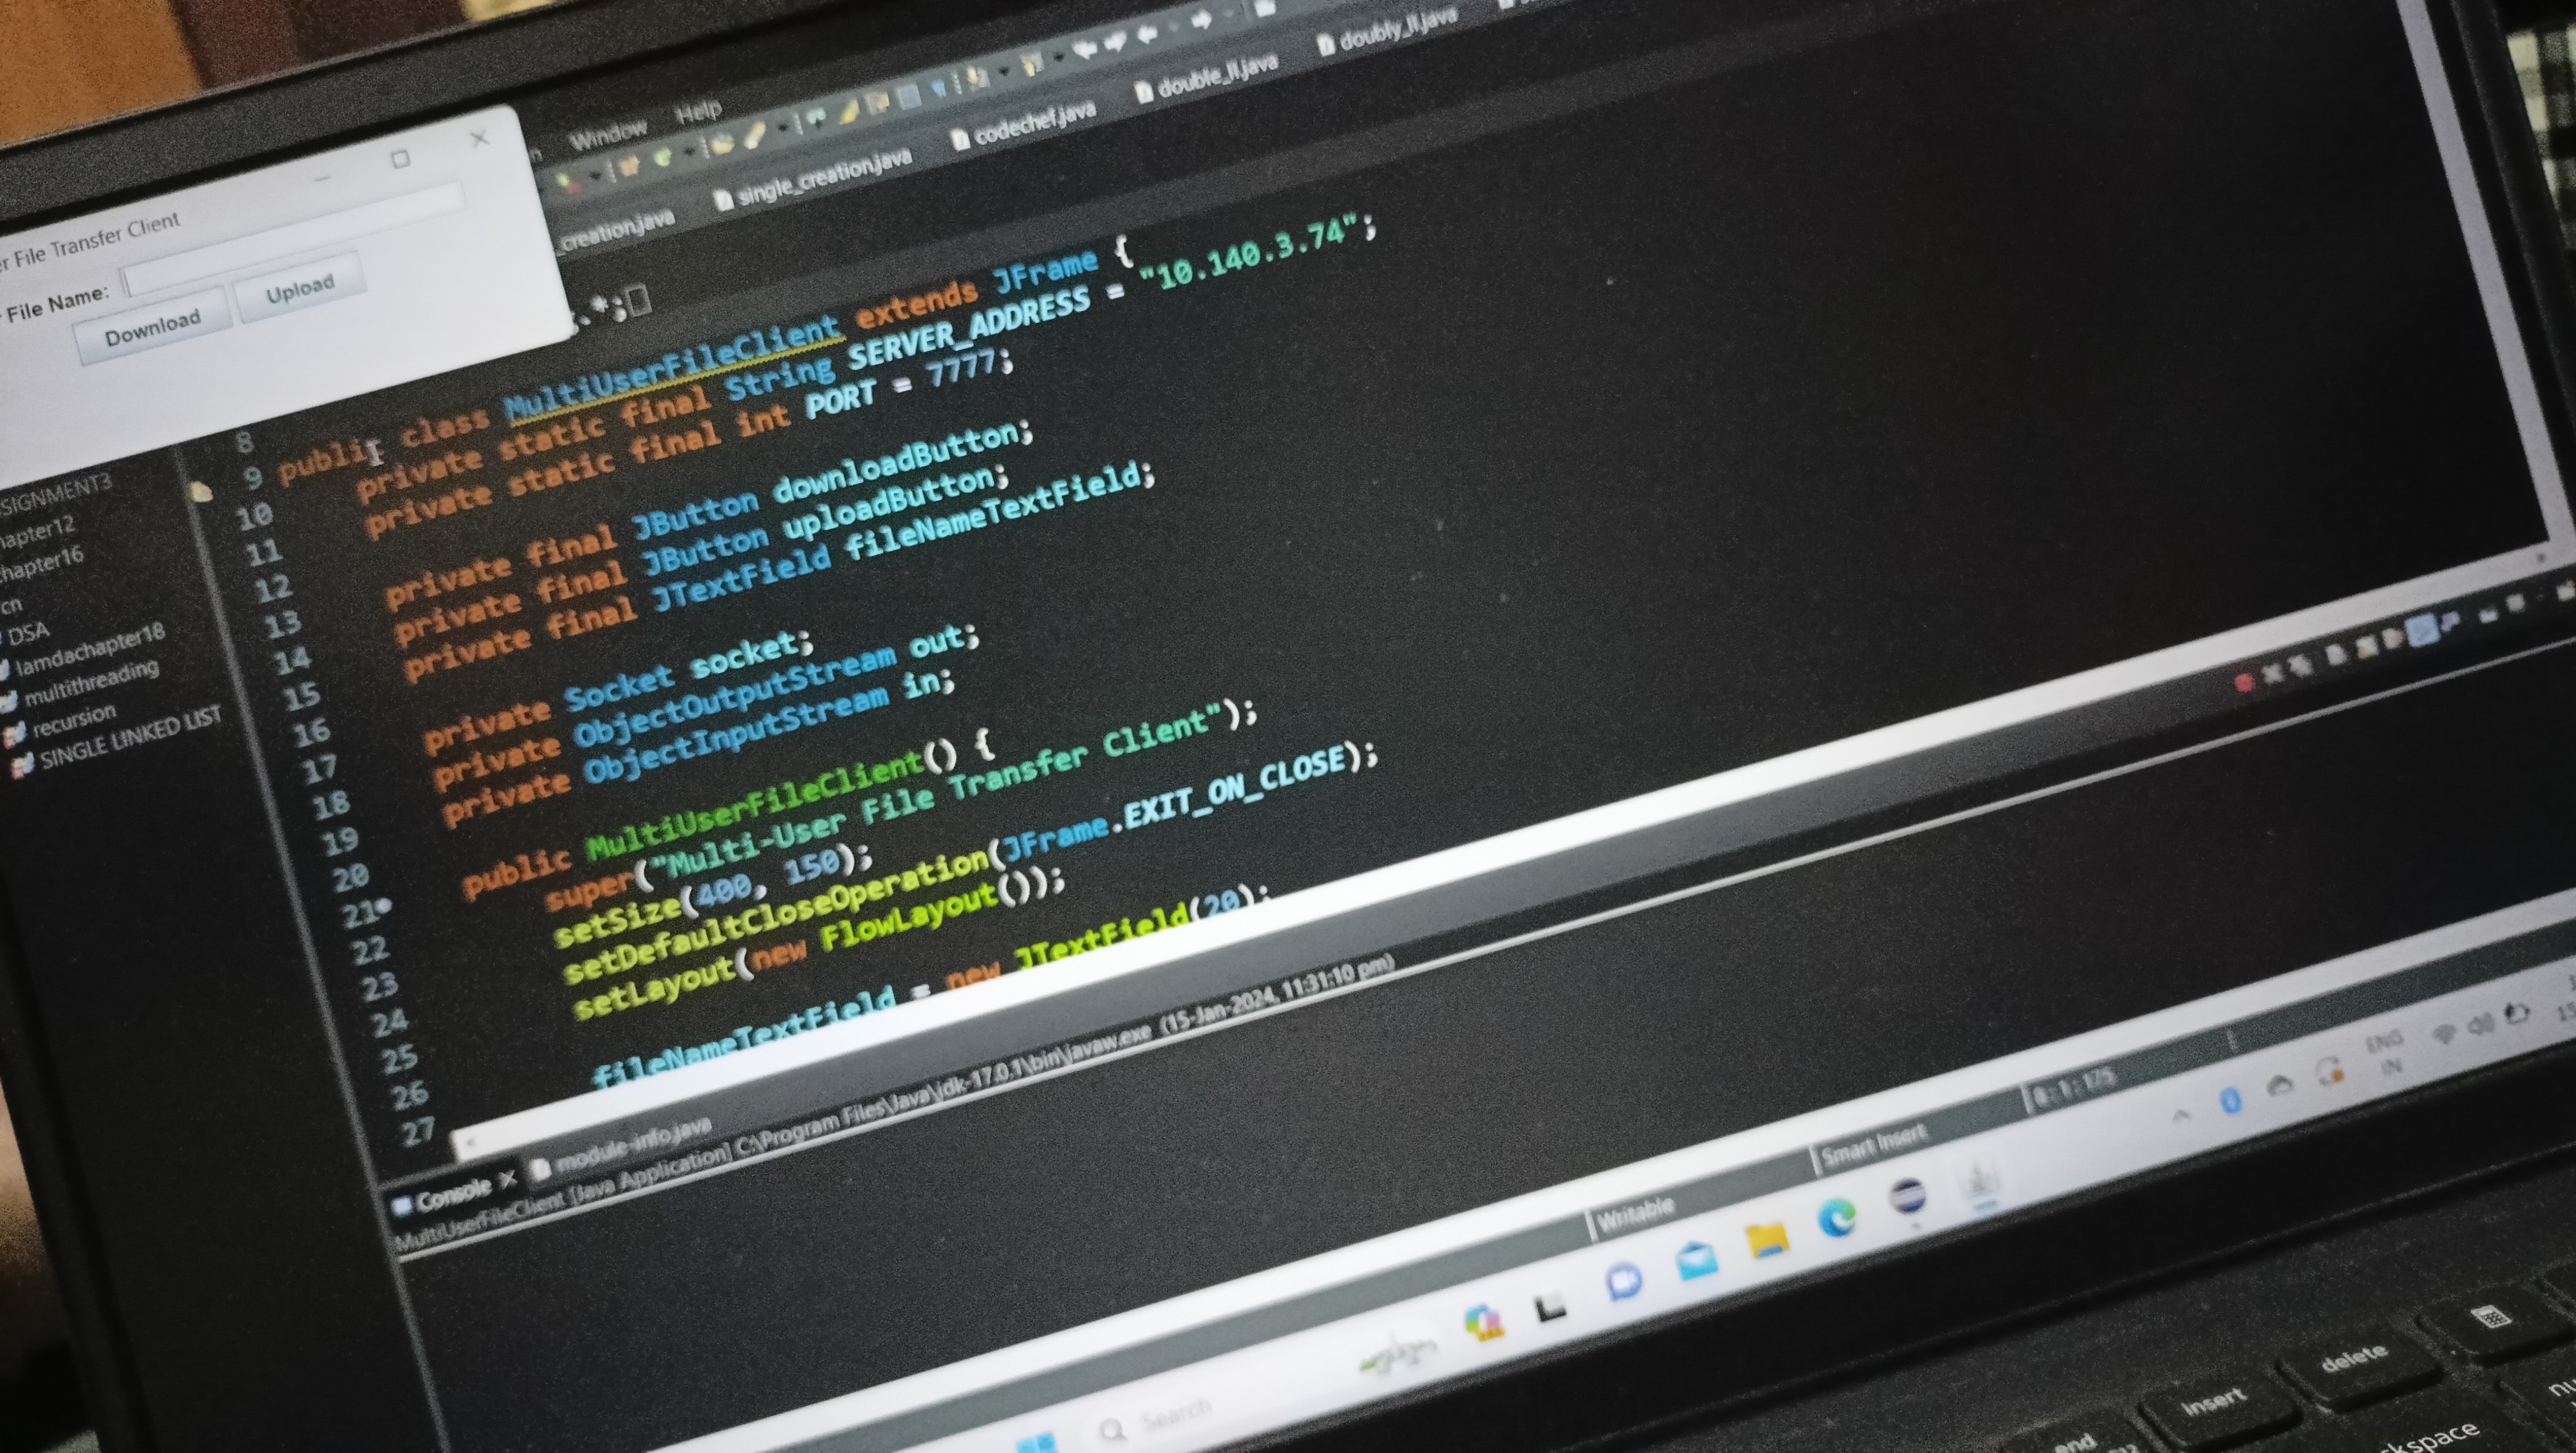 Window Help
creation.java single_creation.java codechef.java double_ll.java doubly_ll.java
File Transfer Client
File Name:
Download Upload
.*;
8
9 public class MultiUserFileClient extends JFrame {
10 private static final String SERVER_ADDRESS = "10.140.3.74";
11 private static final int PORT = 7777;
12
13 private final JButton downloadButton;
14 private final JButton uploadButton;
15 private final JTextField fileNameTextField;
16
17 private Socket socket;
18 private ObjectOutputStream out;
19 private ObjectInputStream in;
20
21 public MultiUserFileClient() {
22 super("Multi-User File Transfer Client");
23 setSize(400, 150);
24 setDefaultCloseOperation(JFrame.EXIT_ON_CLOSE);
25 setLayout(new FlowLayout());
26
27 fileNameTextField = new JTextField(20);
SIGNMENT3
hapter12
hapter16
cn
DSA
lamdachapter18
multithreading
recursion
SINGLE LINKED LIST
Console module-info.java
MultiUserFileClient [Java Application] C:\Program Files\Java\jdk-17.0.1\bin\javaw.exe (15-Jan-2024, 11:31:10 pm)
Writable Smart Insert 8 : 1 : 175
Search
ENG
IN
insert
delete
end